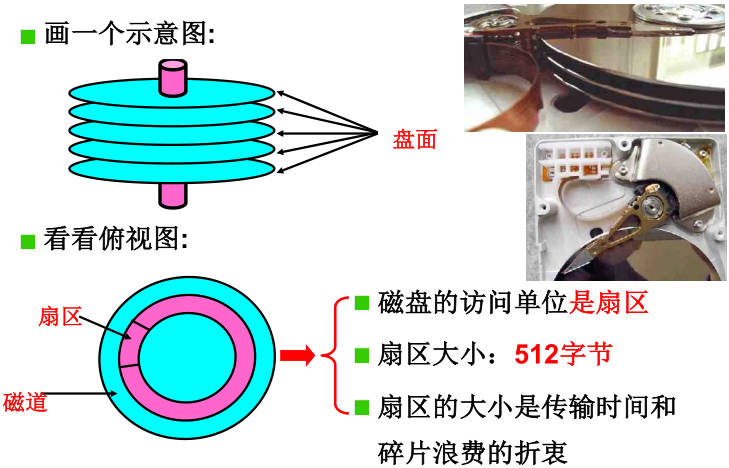 画一个示意图:
盘面
看看俯视图:
扇区
磁道
磁盘的访问单位是扇区
扇区大小：512字节
扇区的大小是传输时间和
碎片浪费的折衷